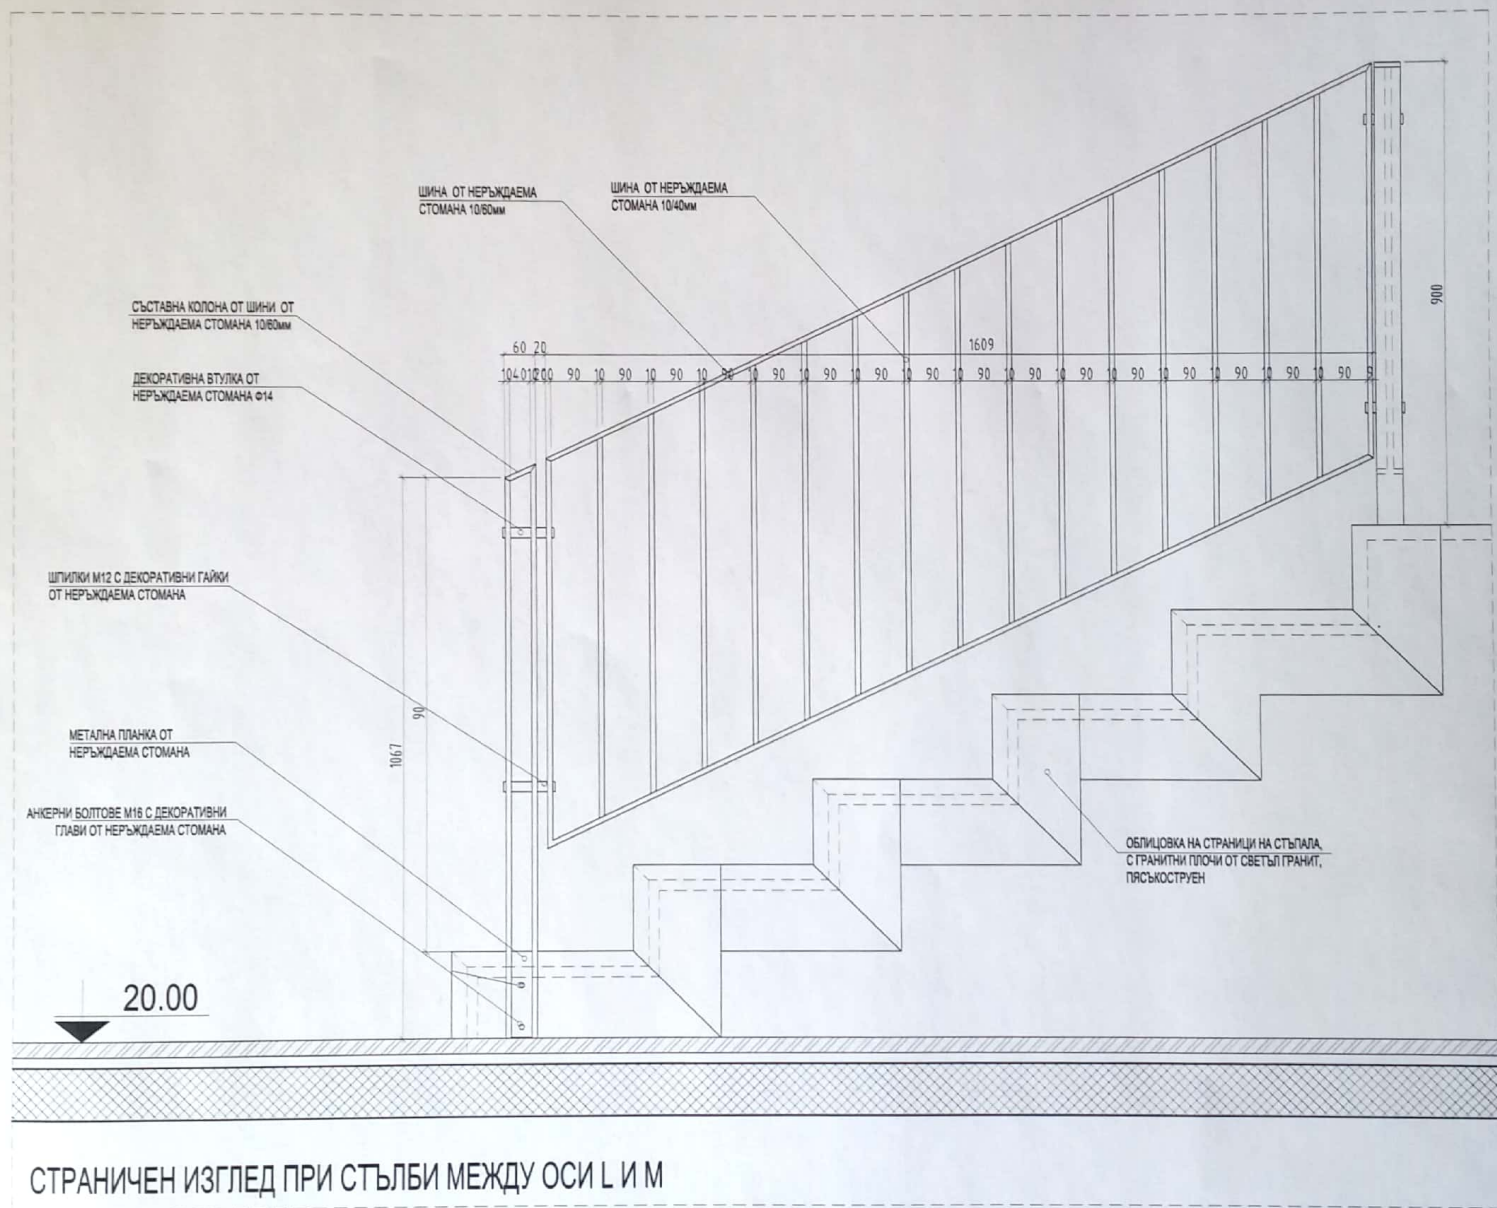 ШИНА ОТ НЕРЪЖДАЕМА
СТОМАНА 10/60мм
ШИНА ОТ НЕРЪЖДАЕМА
СТОМАНА 10/40мм
СЪСТАВНА КОЛОНА ОТ ШИНИ ОТ
НЕРЪЖДАЕМА СТОМАНА 10/60мм
900
60 20 1609
ДЕКОРАТИВНА ВТУЛКА ОТ
НЕРЪЖДАЕМА СТОМАНА Ф14
90 10 90 10 90 10 90 10 90 10 90 10 90 10 90 10 90 10 90 10 90 10 90 10 90 10 90 10 90 10 90 9
ШПИЛКИ М12 С ДЕКОРАТИВНИ ГАЙКИ
ОТ НЕРЪЖДАЕМА СТОМАНА
90
1067
МЕТАЛНА ПЛАНКА ОТ
НЕРЪЖДАЕМА СТОМАНА
АНКЕРНИ БОЛТОВЕ М16 С ДЕКОРАТИВНИ
ГЛАВИ ОТ НЕРЪЖДАЕМА СТОМАНА
ОБЛИЦОВКА НА СТРАНИЦИ НА СТЪПАЛА,
С ГРАНИТНИ ПЛОЧИ ОТ СВЕТЪЛ ГРАНИТ,
ПЯСЪКОСТРУЕН
20.00
СТРАНИЧЕН ИЗГЛЕД ПРИ СТЪЛБИ МЕЖДУ ОСИ L И M